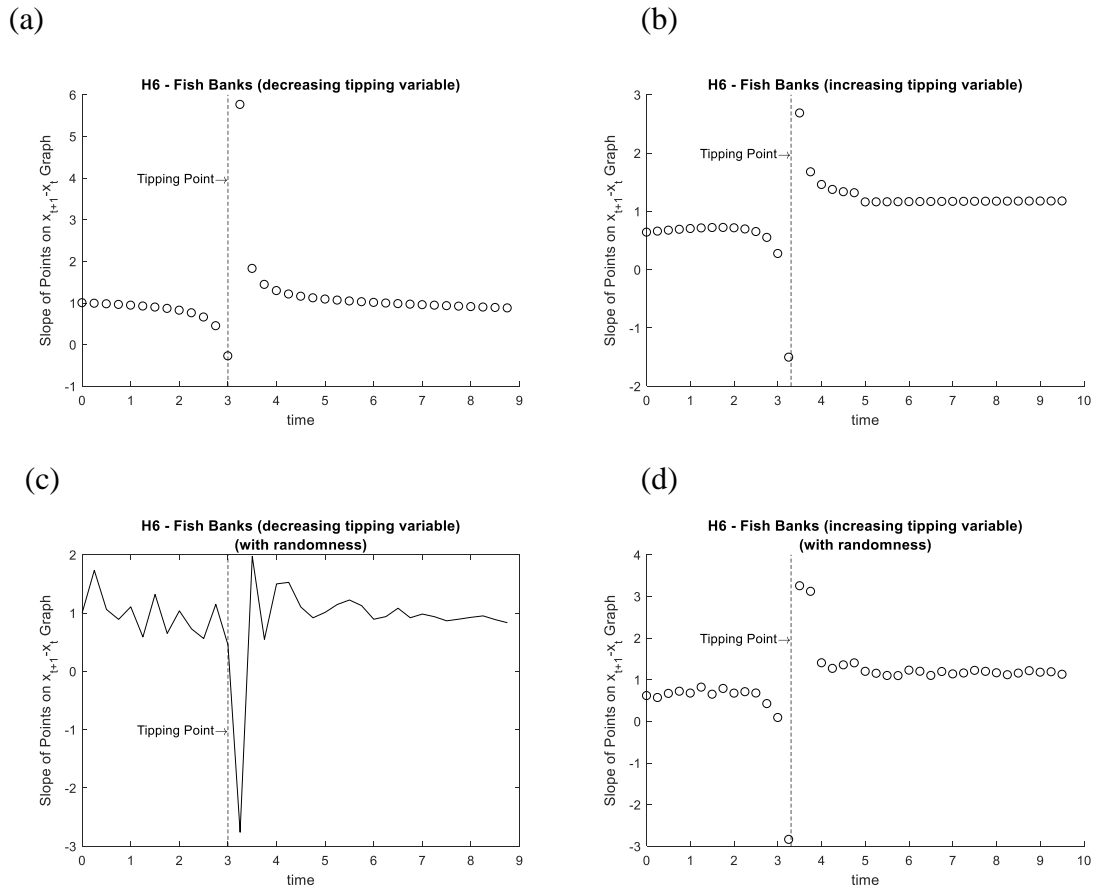 (a)
H6 - Fish Banks (decreasing tipping variable)
Slope of Points on x_{t+1}-x_t Graph
6
5
4
3
2
1
0
-1
Tipping Point→
0 1 2 3 4 5 6 7 8 9
time
(b)
H6 - Fish Banks (increasing tipping variable)
Slope of Points on x_{t+1}-x_t Graph
3
2
1
0
-1
-2
Tipping Point→
0 1 2 3 4 5 6 7 8 9 10
time
(c)
H6 - Fish Banks (decreasing tipping variable)
(with randomness)
Slope of Points on x_{t+1}-x_t Graph
2
1
0
-1
-2
-3
Tipping Point→
0 1 2 3 4 5 6 7 8 9
time
(d)
H6 - Fish Banks (increasing tipping variable)
(with randomness)
Slope of Points on x_{t+1}-x_t Graph
4
3
2
1
0
-1
-2
-3
Tipping Point→
0 1 2 3 4 5 6 7 8 9 10
time